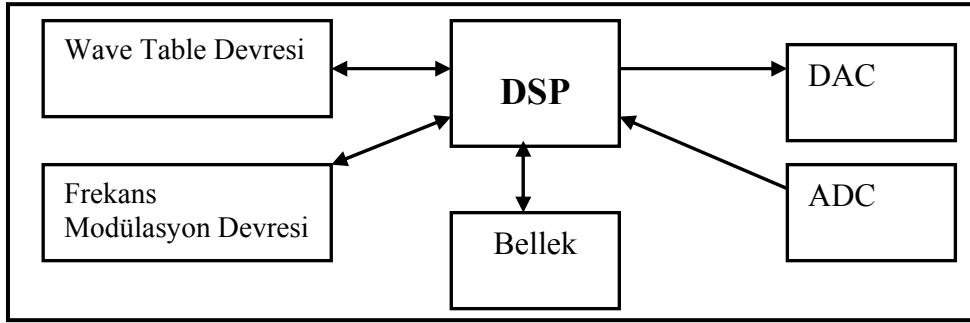 Wave Table Devresi
DSP
DAC
Frekans
Modülasyon Devresi
Bellek
ADC